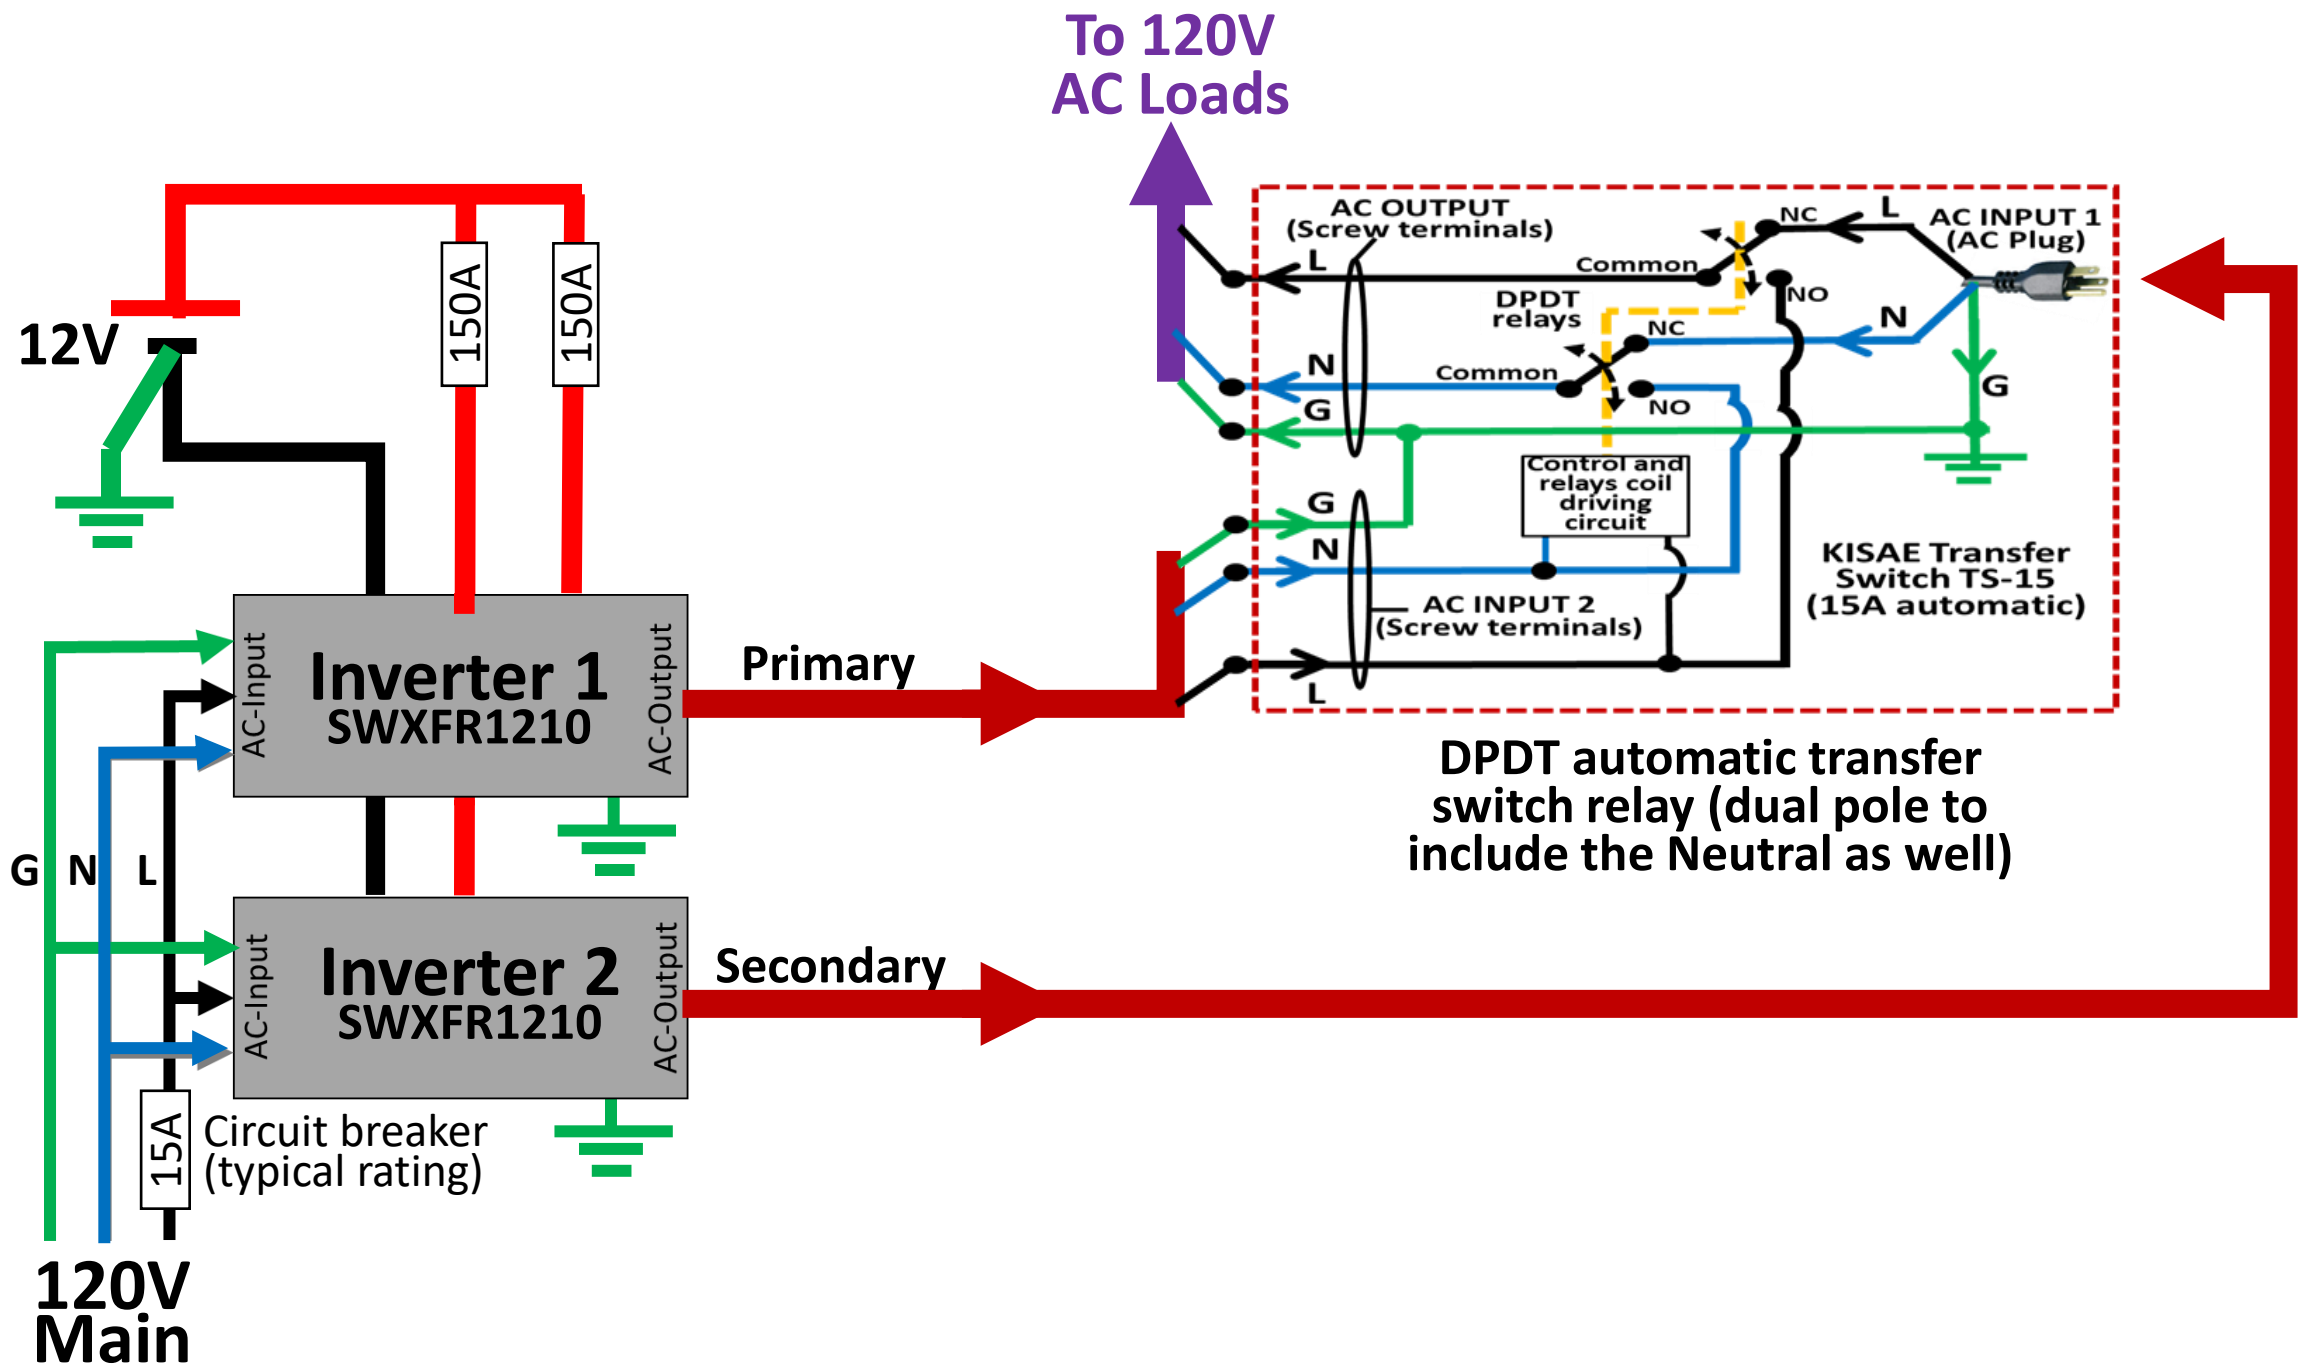 To 120V
AC Loads
12V
150A
150A
AC OUTPUT
(Screw terminals)
L
Common
NC
L
AC INPUT 1
(AC Plug)
NO
DPDT
relays
NC
N
N
Common
NO
G
G
Control and
relays coil
driving
circuit
G
N
AC INPUT 2
(Screw terminals)
L
KISAE Transfer
Switch TS-15
(15A automatic)
AC-Input
Inverter 1
SWXFR1210
AC-Output
Primary
DPDT automatic transfer
switch relay (dual pole to
include the Neutral as well)
G N L
AC-Input
Inverter 2
SWXFR1210
AC-Output
Secondary
15A
Circuit breaker
(typical rating)
120V
Main